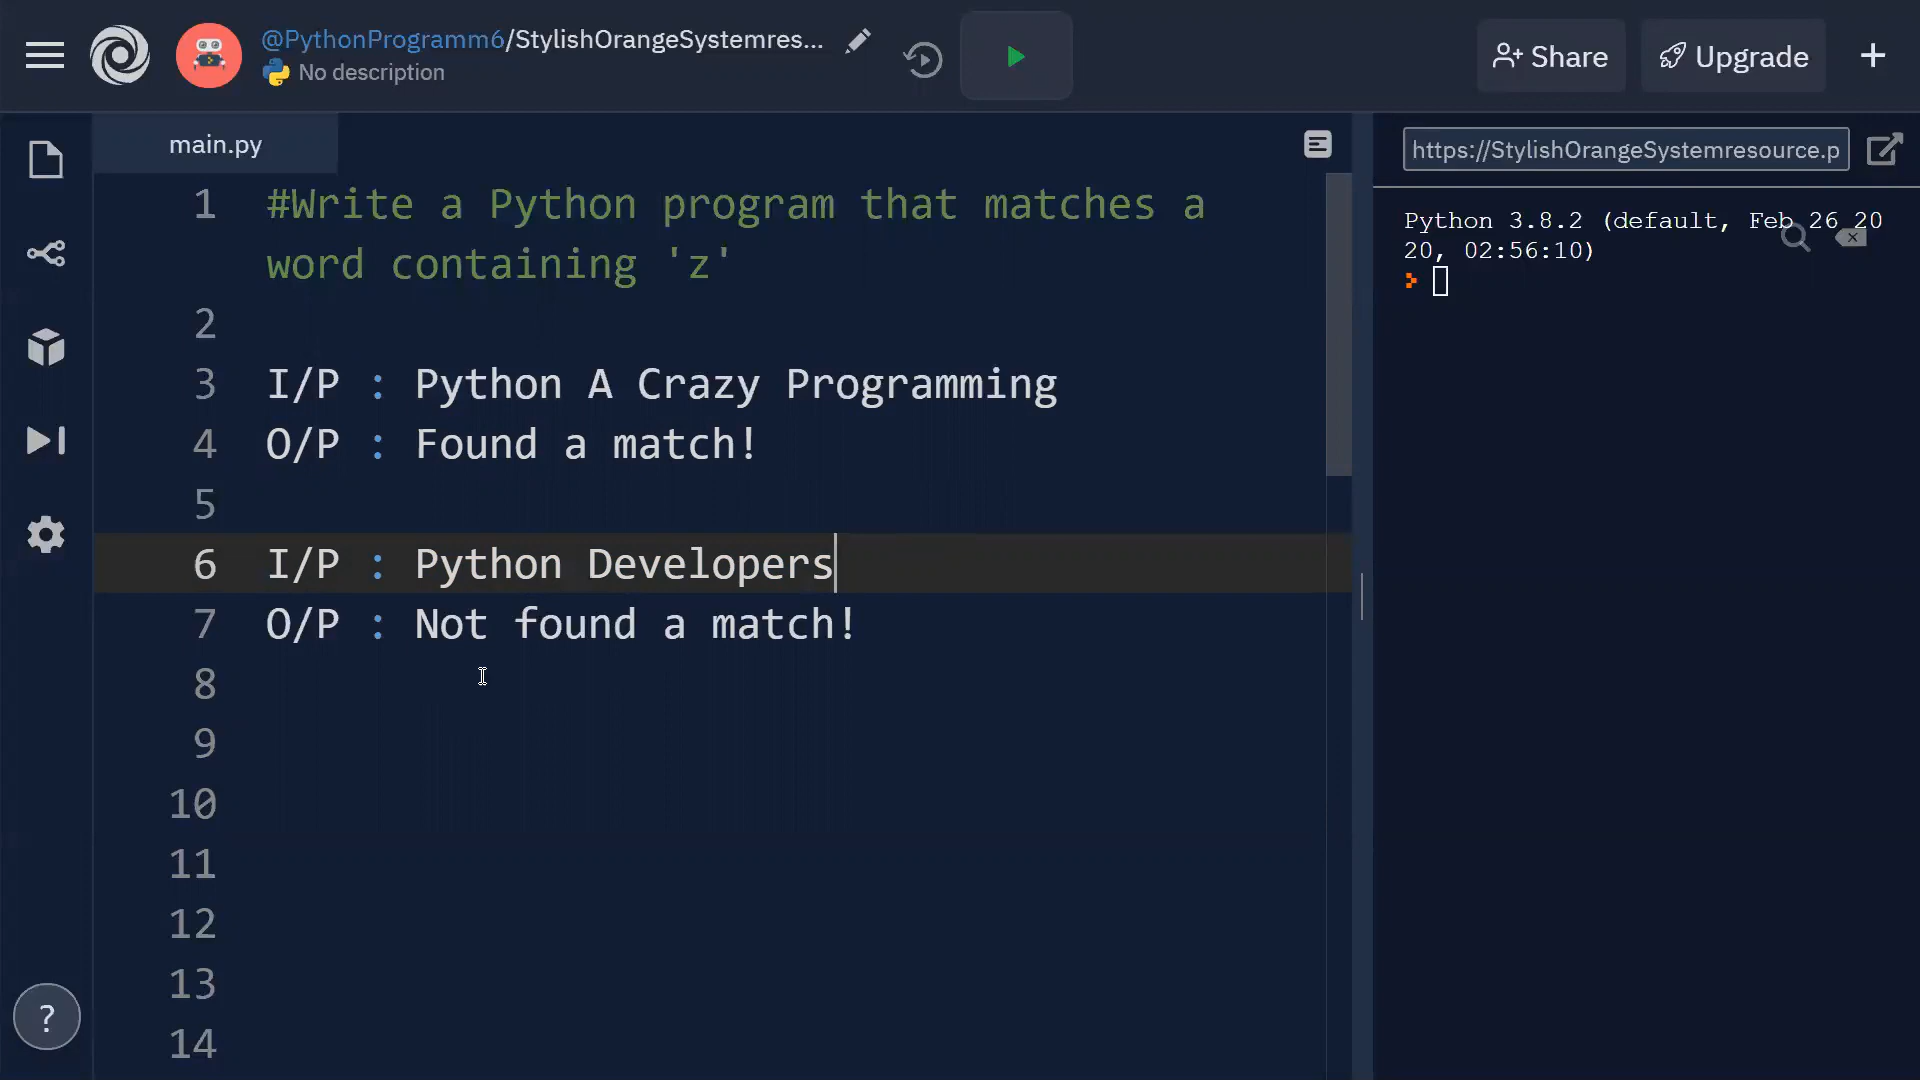 @PythonProgramm6/StylishOrangeSystemres...
No description
Share
Upgrade
main.py
https://StylishOrangeSystemresource.p
1 #Write a Python program that matches a
word containing 'z'
2
3 I/P : Python A Crazy Programming
4 O/P : Found a match!
5
6 I/P : Python Developers
7 O/P : Not found a match!
8
9
10
11
12
13
14
?
Python 3.8.2 (default, Feb 26 20
20, 02:56:10)